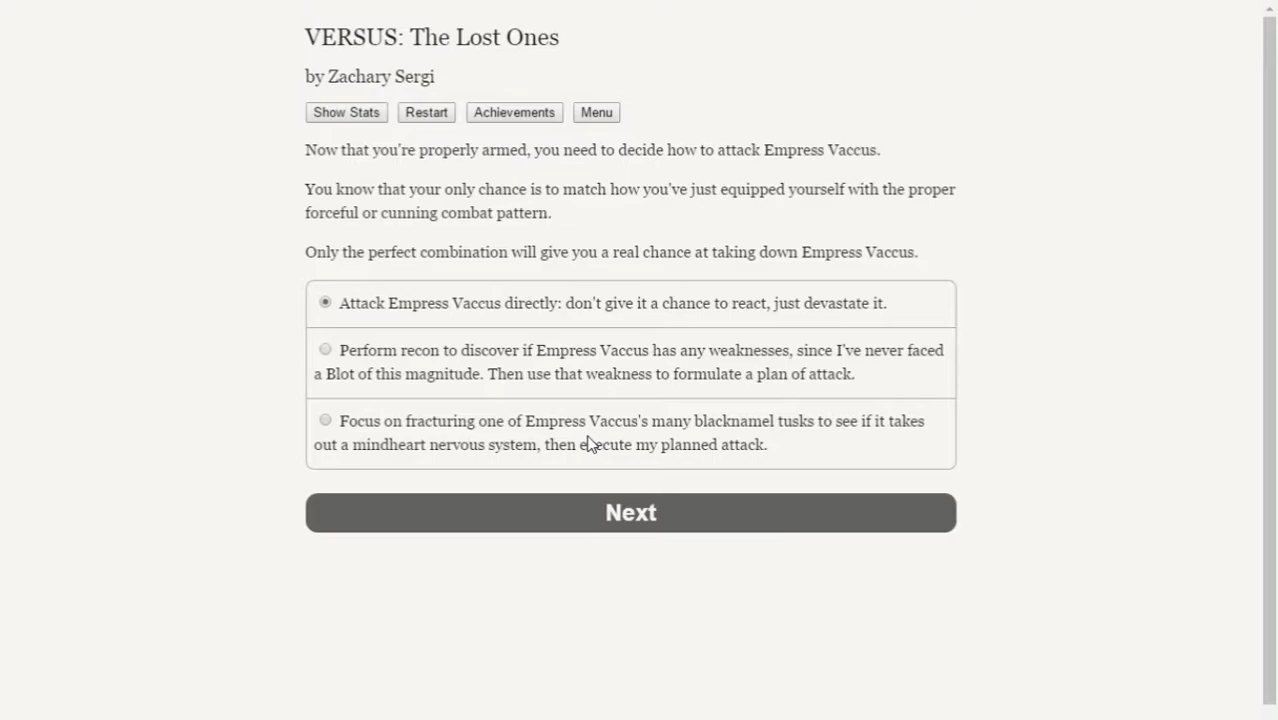 VERSUS: The Lost Ones
by Zachary Sergi
Show Stats Restart Achievements Menu
Now that you're properly armed, you need to decide how to attack Empress Vaccus.
You know that your only chance is to match how you've just equipped yourself with the proper
forceful or cunning combat pattern.
Only the perfect combination will give you a real chance at taking down Empress Vaccus.
Attack Empress Vaccus directly: don't give it a chance to react, just devastate it.
Perform recon to discover if Empress Vaccus has any weaknesses, since I've never faced
a Blot of this magnitude. Then use that weakness to formulate a plan of attack.
Focus on fracturing one of Empress Vaccus's many blacknamel tusks to see if it takes
out a mindheart nervous system, then execute my planned attack.
Next